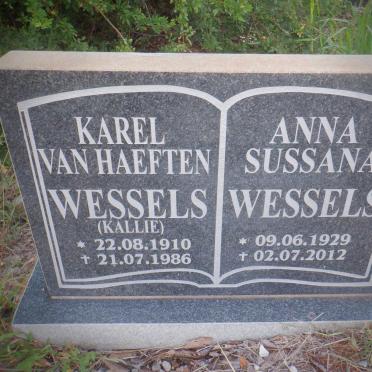 KAREL
VAN HAEFTEN
WESSELS
(KALLIE)
* 22.08.1910
† 21.07.1986
ANNA
SUSSANA
WESSELS
* 09.06.1929
† 02.07.2012